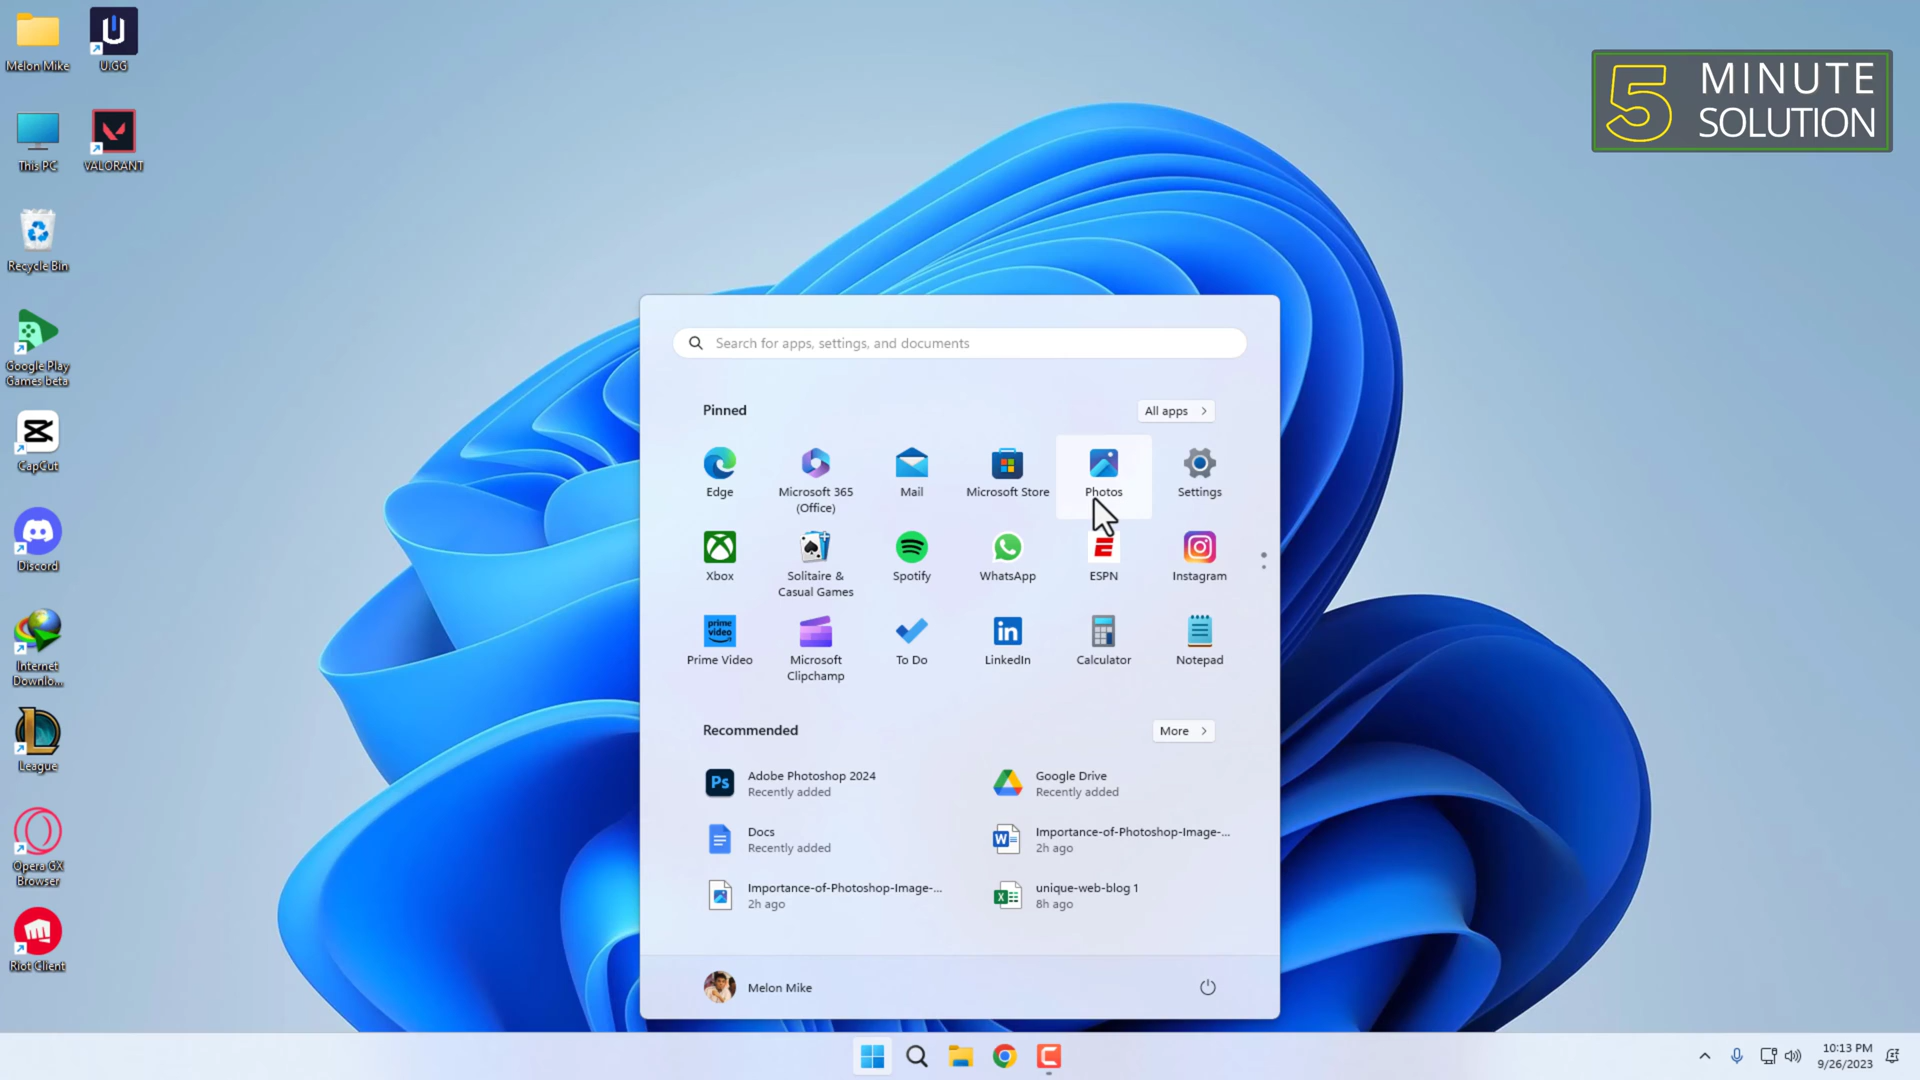 Melon Mike
U.GG
This PC
VALORANT
Recycle Bin
Google Play
Games beta
CapCut
Discord
Internet
Downlo...
League
Opera GX
Browser
Riot Client
5 MINUTE
SOLUTION
Search for apps, settings, and documents
Pinned
All apps
Edge
Microsoft 365
(Office)
Mail
Microsoft Store
Photos
Settings
Xbox
Solitaire &
Casual Games
Spotify
WhatsApp
E
ESPN
Instagram
prime
video
Prime Video
Microsoft
Clipchamp
To Do
in
LinkedIn
Calculator
Notepad
Recommended
More
Ps
Adobe Photoshop 2024
Recently added
Google Drive
Recently added
Docs
Recently added
W
Importance-of-Photoshop-Image-...
2h ago
Importance-of-Photoshop-Image-...
2h ago
X
unique-web-blog 1
8h ago
Melon Mike
10:13 PM
9/26/2023